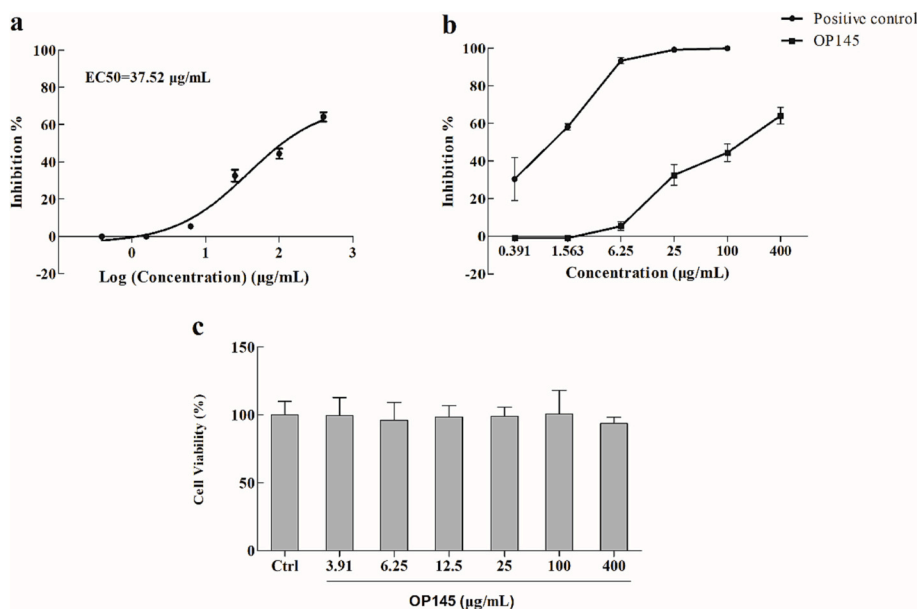 a
100
80
60
40
20
0
-20
EC50=37.52 µg/mL
Inhibition %
0 1 2 3
Log (Concentration) (µg/mL)
b
Positive control
OP145
100
80
60
40
20
0
-20
Inhibition %
0.391 1.563 6.25 25 100 400
Concentration (µg/mL)
c
150
100
50
0
Cell Viability (%)
Ctrl 3.91 6.25 12.5 25 100 400
OP145 (µg/mL)